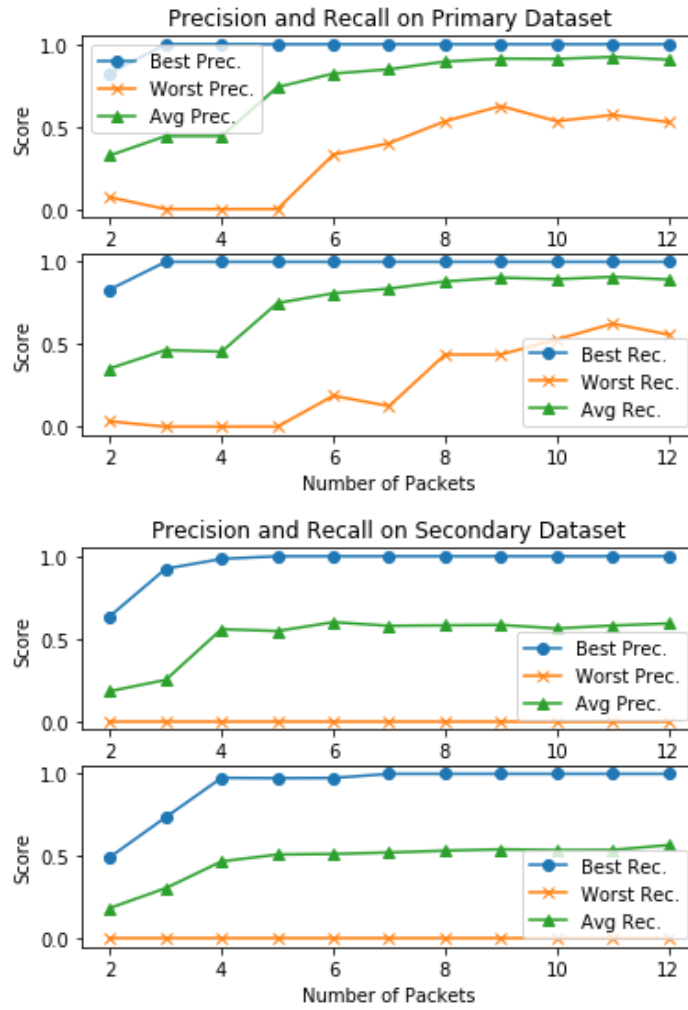 Precision and Recall on Primary Dataset
1.0
0.5
0.0
Score
Best Prec.
Worst Prec.
Avg Prec.
2 4 6 8 10 12
1.0
0.5
0.0
Score
Best Rec.
Worst Rec.
Avg Rec.
2 4 6 8 10 12
Number of Packets
Precision and Recall on Secondary Dataset
1.0
0.5
0.0
Score
Best Prec.
Worst Prec.
Avg Prec.
2 4 6 8 10 12
1.0
0.5
0.0
Score
Best Rec.
Worst Rec.
Avg Rec.
2 4 6 8 10 12
Number of Packets